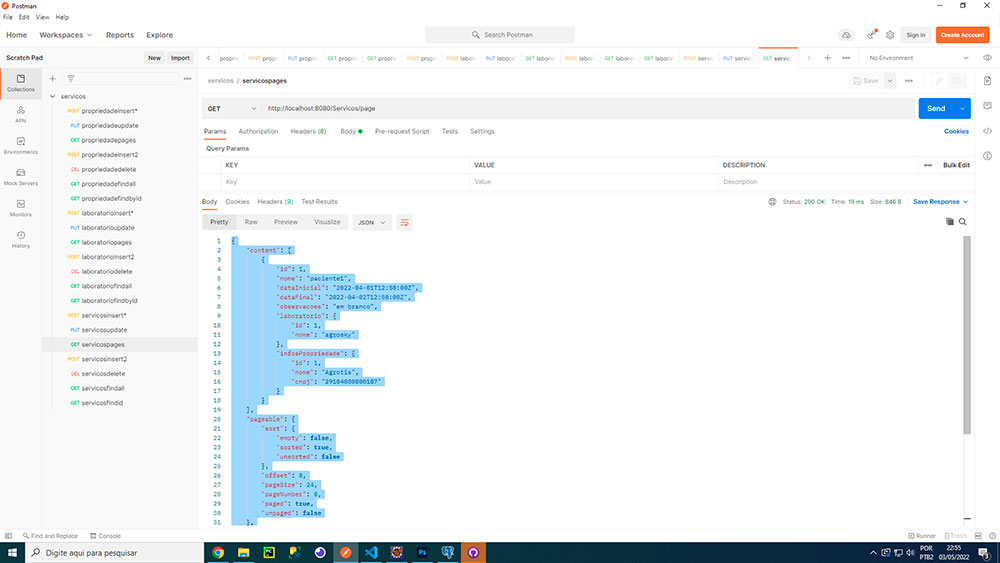 Postman
File Edit View Help
Home Workspaces Reports Explore
Search Postman
Sign In Create Account
Scratch Pad
New Import
No Environment
Collections
APIs
Environments
Mock Servers
Monitors
History
servicos
POST propriedadeinsert*
PUT propriedadeupdate
GET propriedadepages
POST propriedadeinsert2
DEL propriedadedelete
GET propriedadefindall
GET propriedadefindbyid
POST laboratorioinsert*
PUT laboratorioupdate
GET laboratoriopages
POST laboratorioinsert2
DEL laboratoriodelete
GET laboratoriofindall
GET laboratoriofindbyid
POST servicosinsert*
PUT servicosupdate
GET servicospages
POST servicosinsert2
DEL servicosdelete
GET servicosfindall
GET servicosfindid
servicos / servicospages
Save
GET http://localhost:8080/Servicos/page
Send
Params Authorization Headers (8) Body Pre-request Script Tests Settings
Cookies
Query Params
KEY VALUE DESCRIPTION
Bulk Edit
Key Value Description
Body Cookies Headers (9) Test Results
Status: 200 OK Time: 19 ms Size: 846 B Save Response
Pretty Raw Preview Visualize JSON
1 {
2 "content": [
3 {
4 "id": 1,
5 "nome": "paciente1",
6 "dataInicial": "2022-04-01T12:50:00Z",
7 "dataFinal": "2022-04-02T12:50:00Z",
8 "observacoes": "em branco",
9 "laboratorio": {
10 "id": 1,
11 "nome": "agrosky"
12 },
13 "infosPropriedade": {
14 "id": 1,
15 "nome": "Agrotis",
16 "cnpj":
17 }
18 }
19 ],
20 "pageable": {
21 "sort": {
22 "empty": false,
23 "sorted": true,
24 "unsorted": false
25 },
26 "offset": 0,
27 "pageSize": 24,
28 "pageNumber": 0,
29 "paged": true,
30 "unpaged": false
31 },
Find and Replace Console
Runner Trash
Digite aqui para pesquisar
POR
PTB2
22:55
03/05/2022